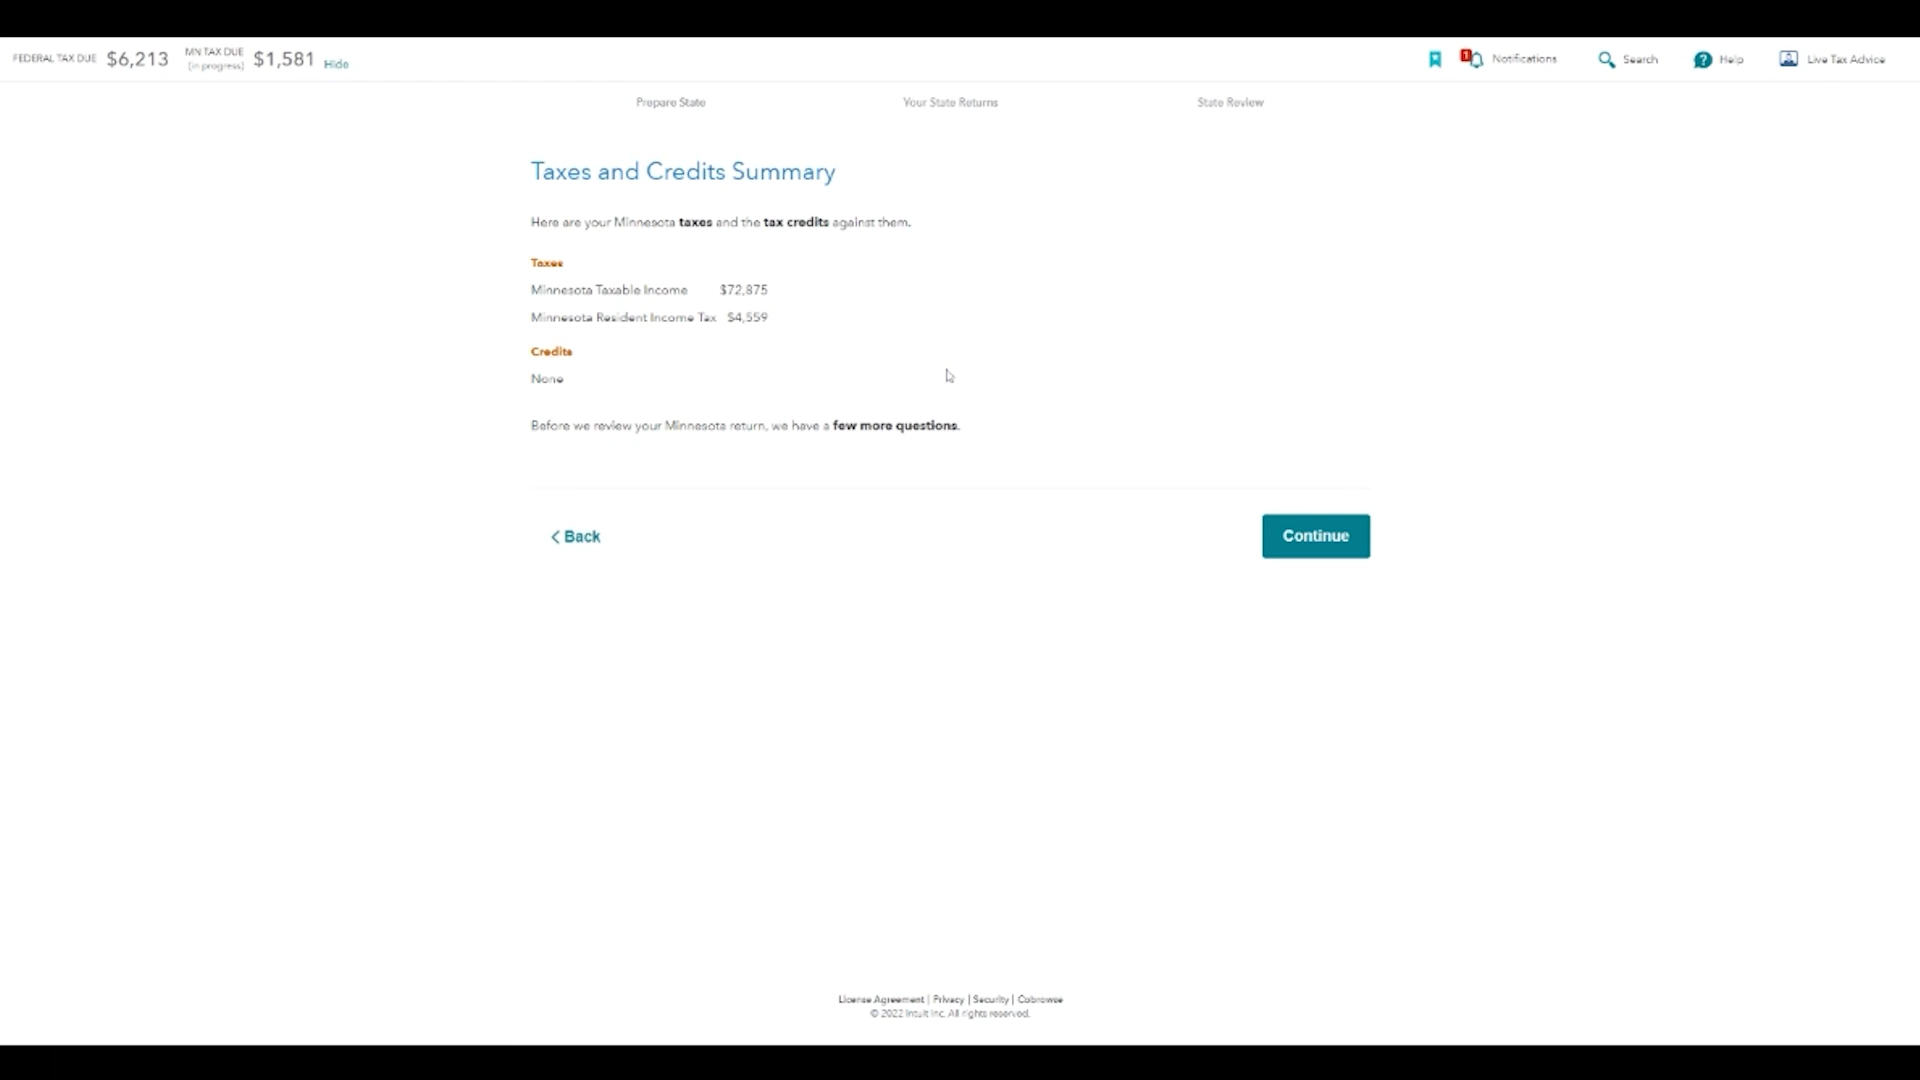 FEDERAL TAX DUE $6,213 MN TAX DUE (in progress) $1,581 Hide
1 Notifications Search ? Help Live Tax Advice
Prepare State Your State Returns State Review
Taxes and Credits Summary
Here are your Minnesota taxes and the tax credits against them.
Taxes
Minnesota Taxable Income $72,875
Minnesota Resident Income Tax $4,559
Credits
None
Before we review your Minnesota return, we have a few more questions.
Back Continue
License Agreement | Privacy | Security | Cobrowse
© 2022 Intuit Inc. All rights reserved.